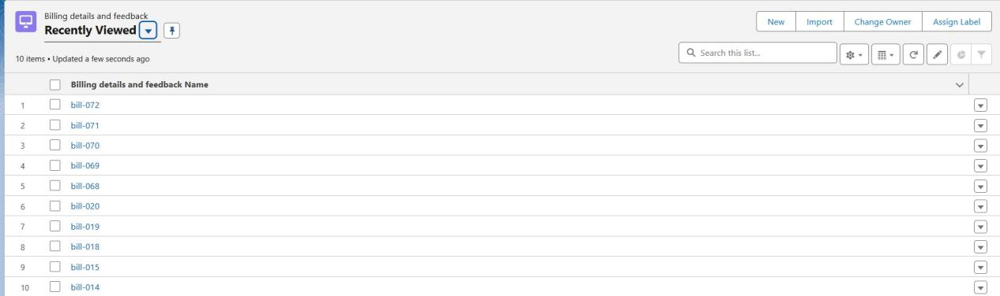 Billing details and feedback
Recently Viewed
New Import Change Owner Assign Label
10 items • Updated a few seconds ago
Search this list...
Billing details and feedback Name
1 bill-072
2 bill-071
3 bill-070
4 bill-069
5 bill-068
6 bill-020
7 bill-019
8 bill-018
9 bill-015
10 bill-014